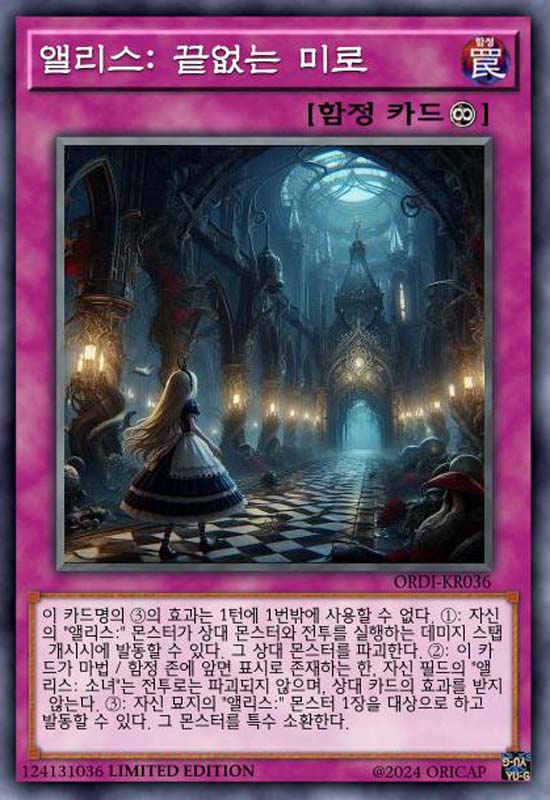 앨리스: 끝없는 미로
함정
罠
[함정 카드 ]
ORDI-KR036
이 카드명의 ③의 효과는 1턴에 1번밖에 사용할 수 없다. ①: 자신
의 "앨리스:" 몬스터가 상대 몬스터와 전투를 실행하는 데미지 스탭
개시시에 발동할 수 있다. 그 상대 몬스터를 파괴한다. ②: 이 카
드가 마법 / 함정 존에 앞면 표시로 존재하는 한, 자신 필드의 "앨
리스: 소녀"는 전투로는 파괴되지 않으며, 상대 카드의 효과를 받지
않는다. ③: 자신 묘지의 "앨리스:" 몬스터 1장을 대상으로 하고
발동할 수 있다. 그 몬스터를 특수 소환한다.
124131036 LIMITED EDITION
©2024 ORICAP
YU-G